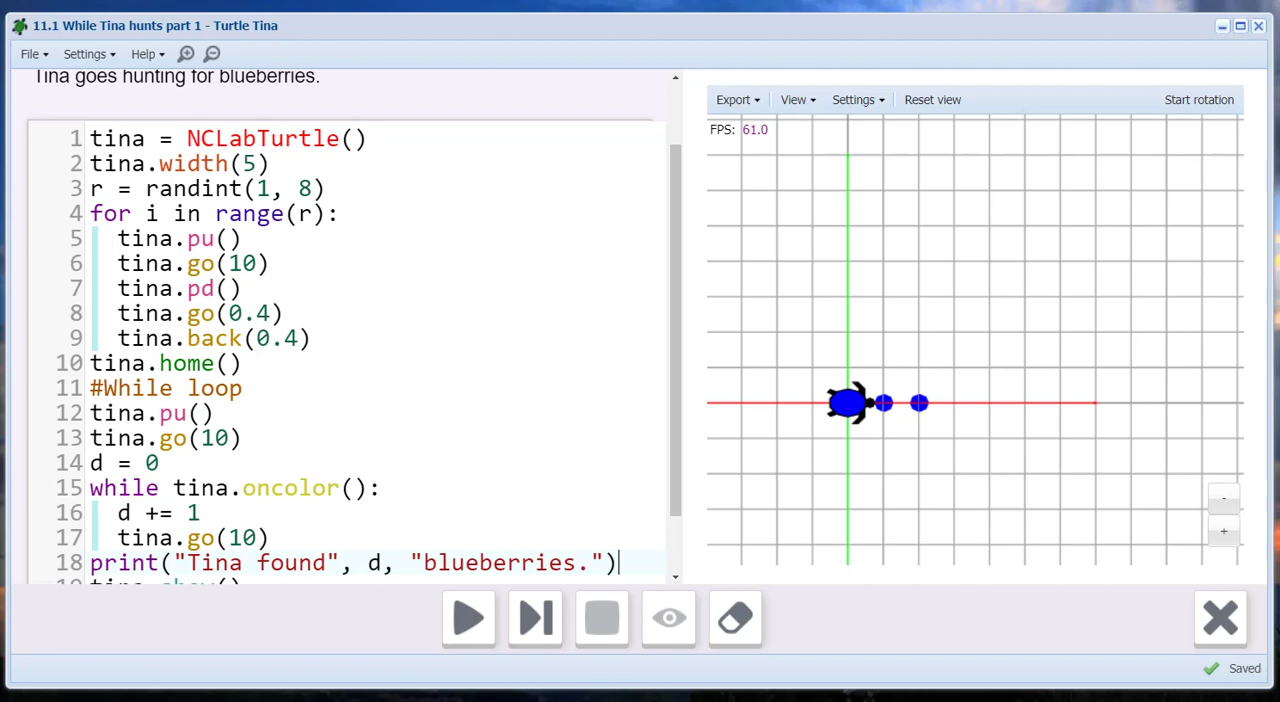 11.1 While Tina hunts part 1 - Turtle Tina
File Settings Help
Tina goes hunting for blueberries.
1 tina = NCLabTurtle()
2 tina.width(5)
3 r = randint(1, 8)
4 for i in range(r):
5 tina.pu()
6 tina.go(10)
7 tina.pd()
8 tina.go(0.4)
9 tina.back(0.4)
10 tina.home()
11 #While loop
12 tina.pu()
13 tina.go(10)
14 d = 0
15 while tina.oncolor():
16 d += 1
17 tina.go(10)
18 print("Tina found", d, "blueberries.")
Export View Settings Reset view Start rotation
FPS: 61.0
-
+
Saved